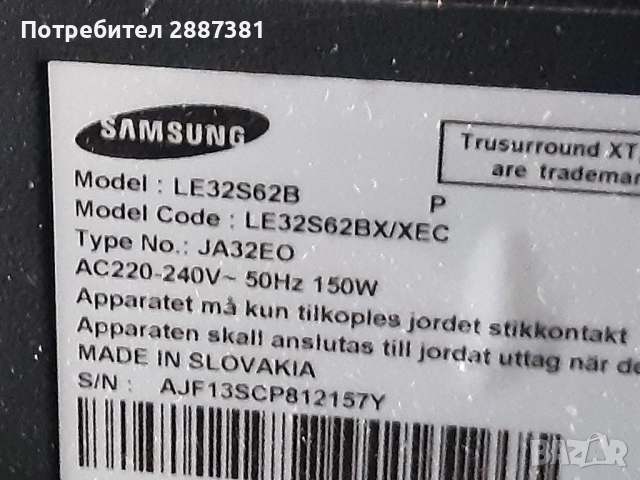 Потребител 2887381
SAMSUNG
Trusurround XT,
are trademar
Model : LE32S62B P
Model Code : LE32S62BX/XEC
Type No.: JA32EO
AC220-240V~ 50Hz 150W
Apparatet må kun tilkoples jordet stikkontakt
Apparaten skall anslutas till jordat uttag när de
MADE IN SLOVAKIA
S/N : AJF13SCP812157Y
BAZAR